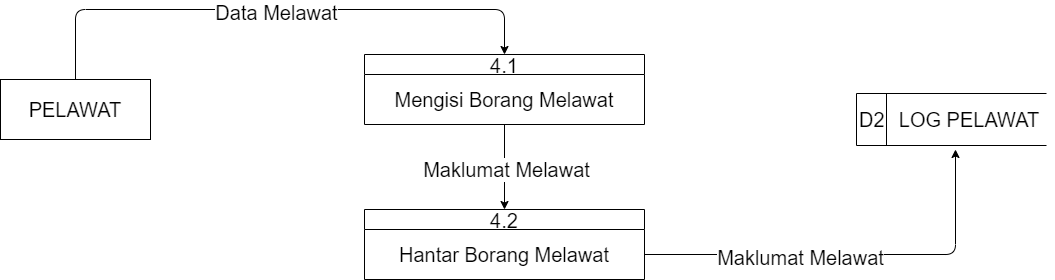 Data Melawat
4.1
Mengisi Borang Melawat
PELAWAT
D2
LOG PELAWAT
Maklumat Melawat
4.2
Hantar Borang Melawat
Maklumat Melawat